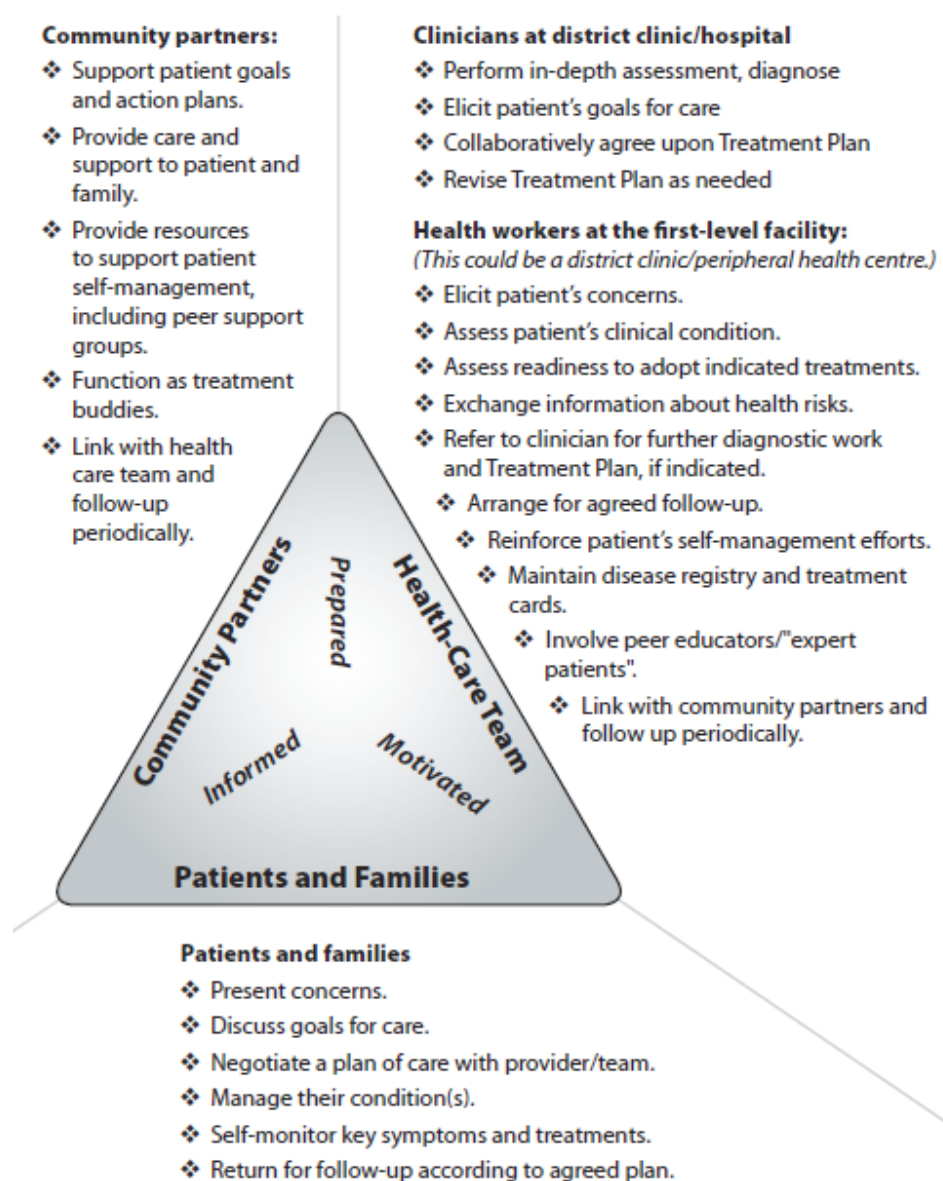 Community partners:
❖ Support patient goals
and action plans.
❖ Provide care and
support to patient and
family.
❖ Provide resources
to support patient
self-management,
including peer support
groups.
❖ Function as treatment
buddies.
❖ Link with health
care team and
follow-up
periodically.
Clinicians at district clinic/hospital
❖ Perform in-depth assessment, diagnose
❖ Elicit patient's goals for care
❖ Collaboratively agree upon Treatment Plan
❖ Revise Treatment Plan as needed
Health workers at the first-level facility:
(This could be a district clinic/peripheral health centre.)
❖ Elicit patient's concerns.
❖ Assess patient's clinical condition.
❖ Assess readiness to adopt indicated treatments.
❖ Exchange information about health risks.
❖ Refer to clinician for further diagnostic work
and Treatment Plan, if indicated.
❖ Arrange for agreed follow-up.
❖ Reinforce patient's self-management efforts.
❖ Maintain disease registry and treatment
cards.
❖ Involve peer educators/"expert
patients".
❖ Link with community partners and
follow up periodically.
Community Partners
Prepared
Health-Care Team
Informed
Motivated
Patients and Families
Patients and families
❖ Present concerns.
❖ Discuss goals for care.
❖ Negotiate a plan of care with provider/team.
❖ Manage their condition(s).
❖ Self-monitor key symptoms and treatments.
❖ Return for follow-up according to agreed plan.